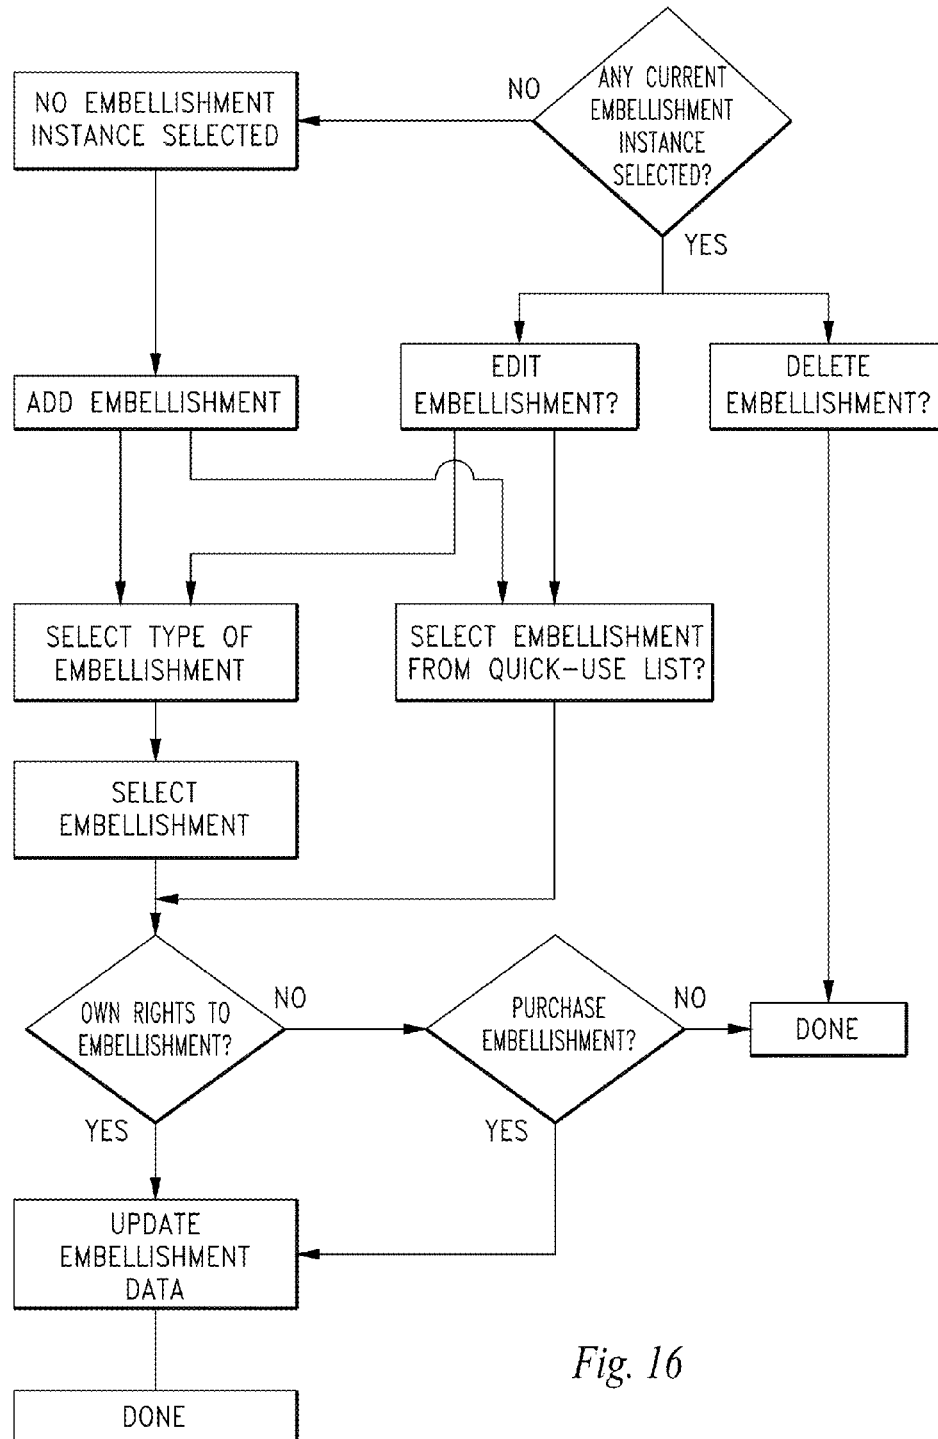 ANY CURRENT
EMBELLISHMENT
INSTANCE
SELECTED?
NO
NO EMBELLISHMENT
INSTANCE SELECTED
YES
ADD EMBELLISHMENT
EDIT
EMBELLISHMENT?
DELETE
EMBELLISHMENT?
SELECT TYPE OF
EMBELLISHMENT
SELECT EMBELLISHMENT
FROM QUICK-USE LIST?
SELECT
EMBELLISHMENT
OWN RIGHTS TO
EMBELLISHMENT?
NO
PURCHASE
EMBELLISHMENT?
NO
DONE
YES
YES
UPDATE
EMBELLISHMENT
DATA
DONE
Fig. 16